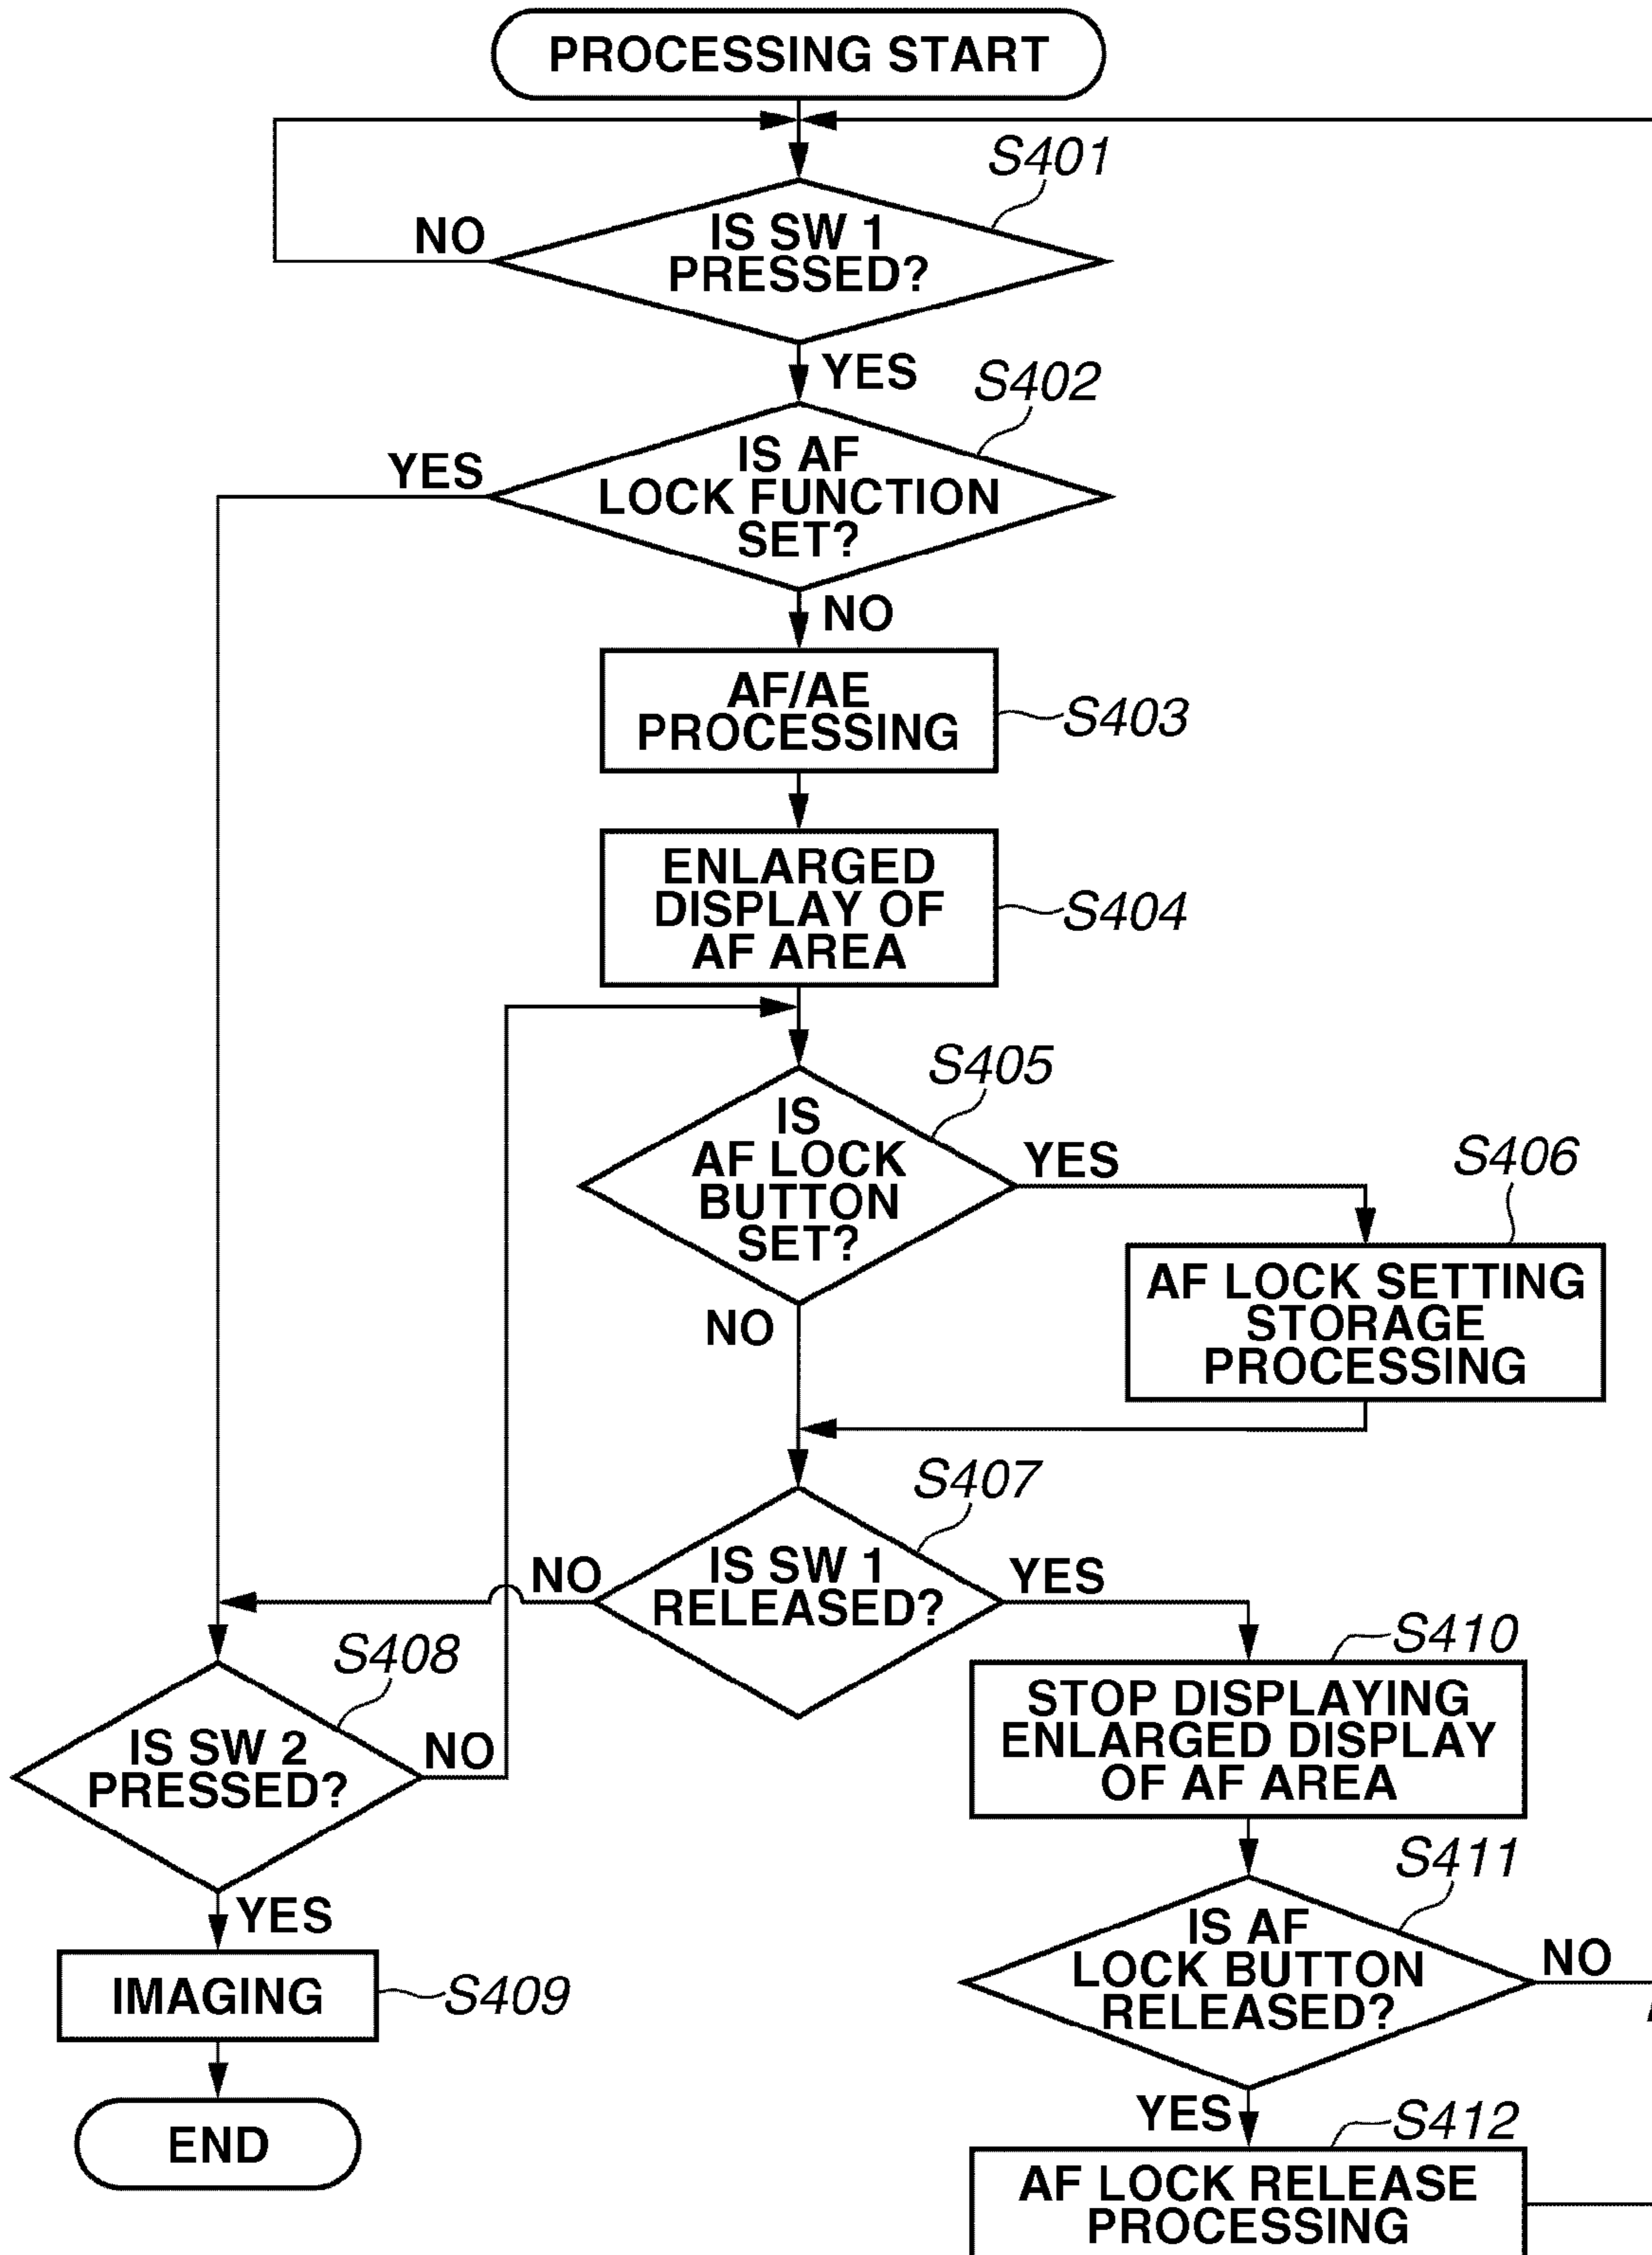 PROCESSING START
S401
IS SW 1
PRESSED?
NO
YES
S402
IS AF
LOCK FUNCTION
SET?
YES
NO
AF/AE
PROCESSING
S403
ENLARGED
DISPLAY OF
AF AREA
S404
S405
IS
AF LOCK
BUTTON
SET?
YES
NO
S406
AF LOCK SETTING
STORAGE
PROCESSING
S407
IS SW 1
RELEASED?
NO
YES
S408
IS SW 2
PRESSED?
NO
YES
IMAGING
S409
END
S410
STOP DISPLAYING
ENLARGED DISPLAY
OF AF AREA
S411
IS AF
LOCK BUTTON
RELEASED?
NO
YES
S412
AF LOCK RELEASE
PROCESSING